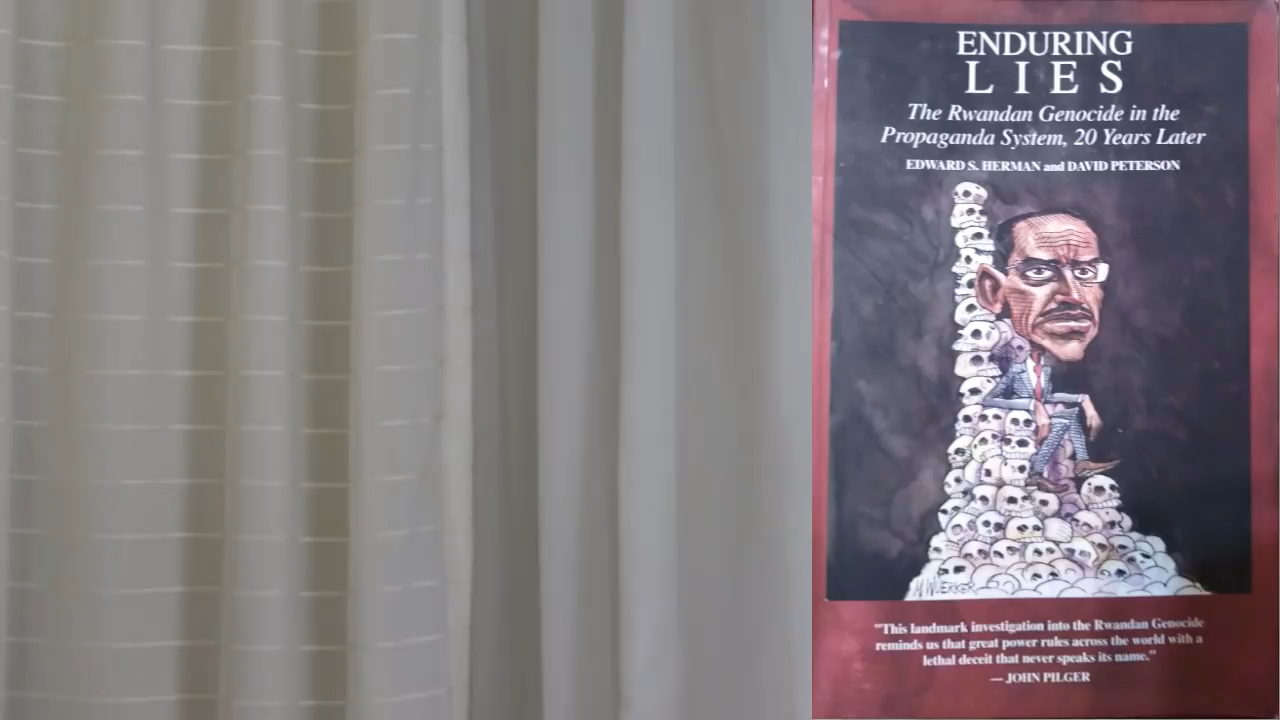 ENDURING
LIES
The Rwandan Genocide in the
Propaganda System, 20 Years Later
EDWARD S. HERMAN and DAVID PETERSON
"This landmark investigation into the Rwandan Genocide
reminds us that great power rules across the world with a
lethal deceit that never speaks its name."
— JOHN PILGER